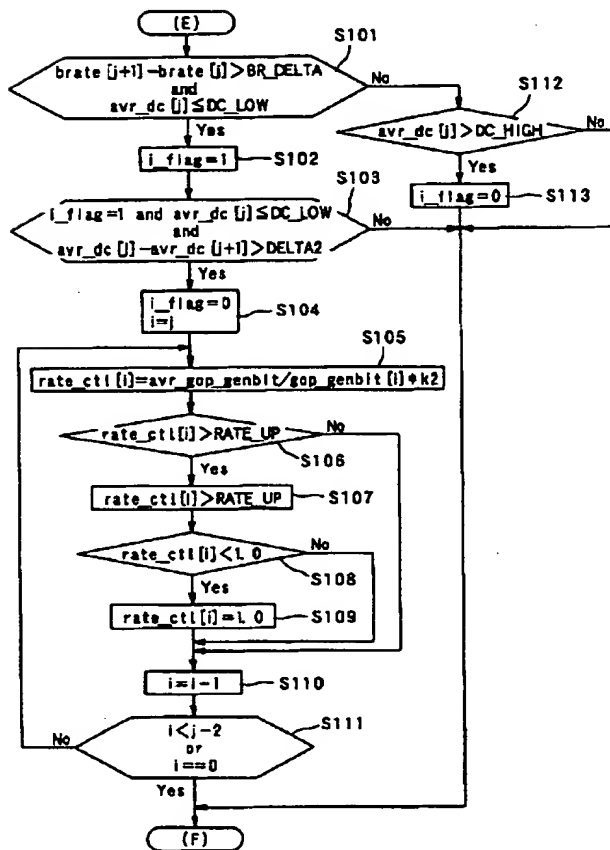 (E)
S101
brate [j+1]-brate [j]>BR_DELTA
and
avr_dc [j]≤DC_LOW
No
Yes
S112
avr_dc [j]>DC_HIGH
No
Yes
i_flag=0
S113
i_flag=1
S102
S103
i_flag=1 and avr_dc [j]≤DC_LOW
and
avr_dc [j]-avr_dc [j+1]>DELTA2
No
Yes
i_flag=0
i=j
S104
S105
rate_ctl[i]=avr_gop_genbit/gop_genbit[i]*k2
rate_ctl[i]>RATE_UP
No
S106
Yes
rate_ctl[i]>RATE_UP
S107
rate_ctl[i]<1.0
No
S108
Yes
rate_ctl[i]=1.0
S109
i=i-1
S110
S111
i<j-2
or
i==0
No
Yes
(F)